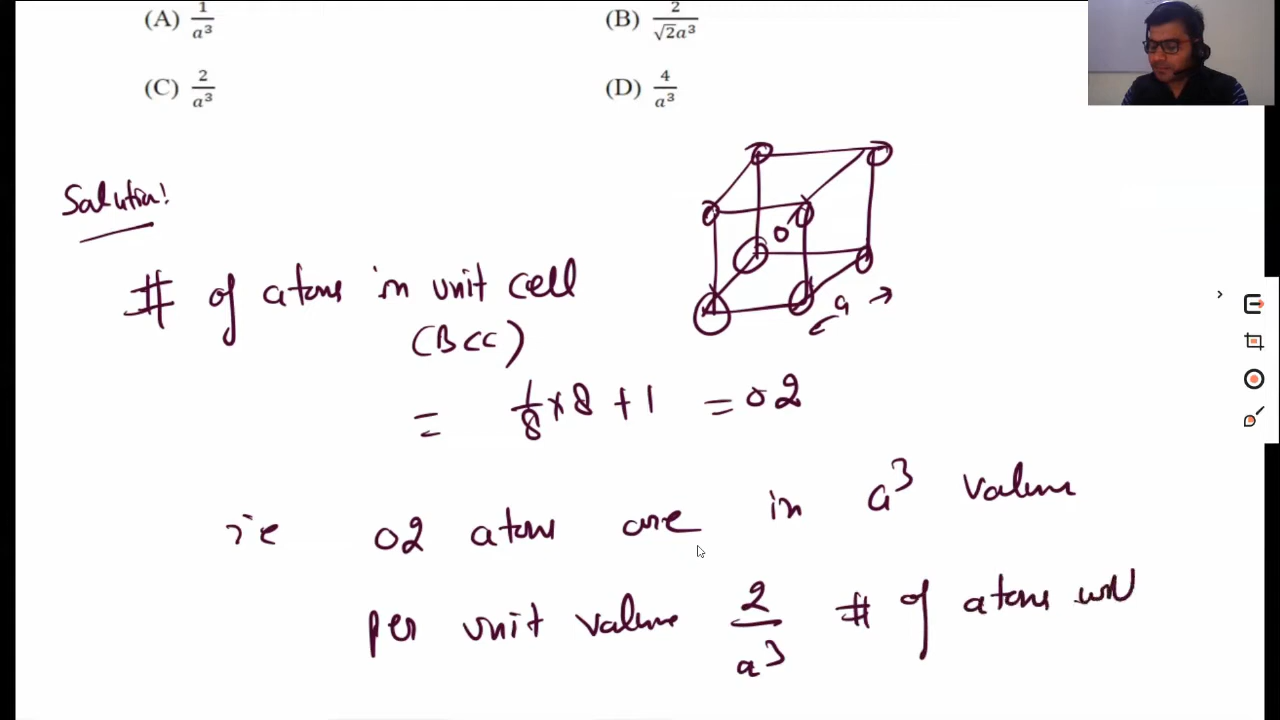 (A) 1/a³ (B) 2/√2a³
(C) 2/a³ (D) 4/a³
Solution!
# of atoms in unit cell
(BCC)
= 1/8 × 8 + 1 = 02
a
ie 02 atoms are in a³ volume
per unit volume 2/a³ # of atoms will